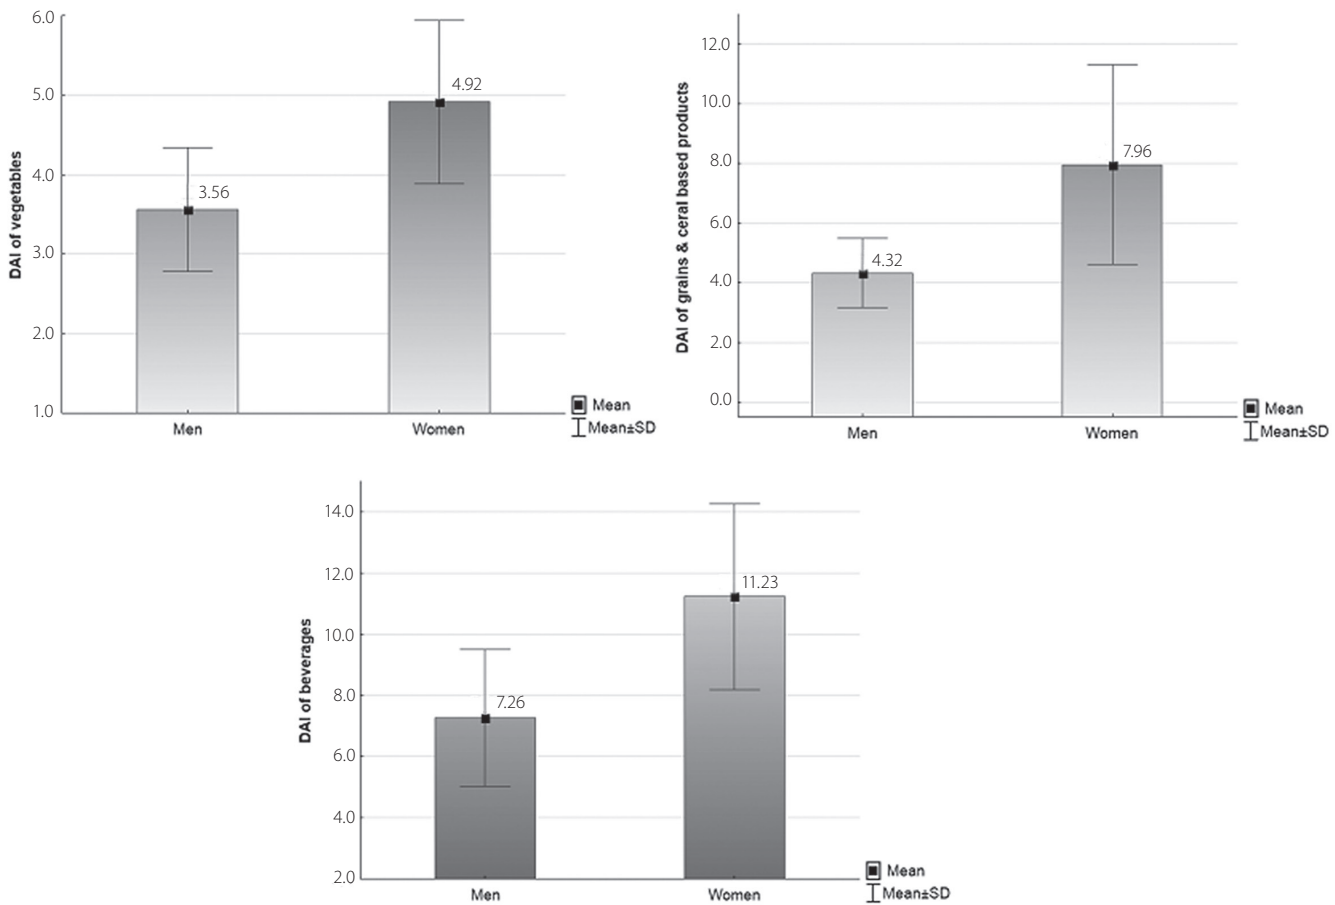 6.0
5.0
4.0
3.0
2.0
1.0
DAI of vegetables
3.56
4.92
Men
Women
Mean
Mean±SD
12.0
10.0
8.0
6.0
4.0
2.0
0.0
DAI of grains & ceral based products
4.32
7.96
Men
Women
Mean
Mean±SD
14.0
12.0
10.0
8.0
6.0
4.0
2.0
DAI of beverages
7.26
11.23
Men
Women
Mean
Mean±SD